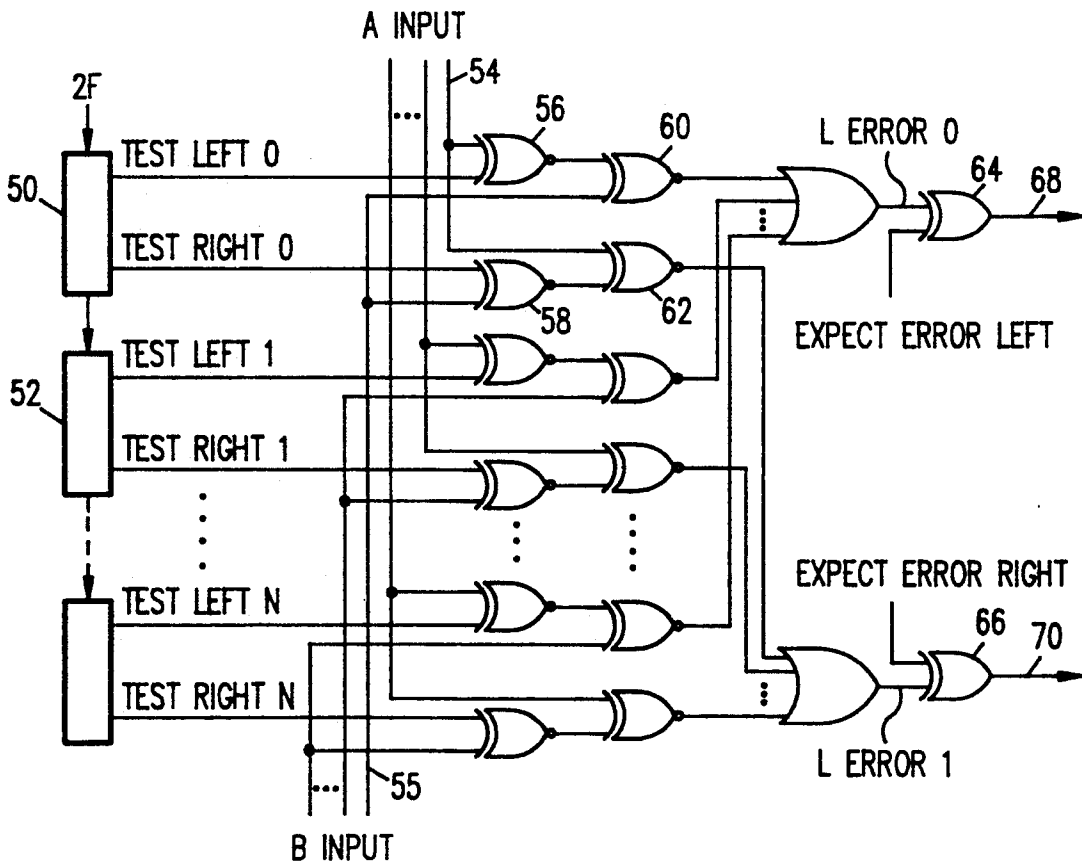 A INPUT
2F
54
56
60
L ERROR 0
64
68
TEST LEFT 0
50
TEST RIGHT 0
58
62
EXPECT ERROR LEFT
TEST LEFT 1
52
TEST RIGHT 1
EXPECT ERROR RIGHT
TEST LEFT N
66
70
TEST RIGHT N
L ERROR 1
55
B INPUT